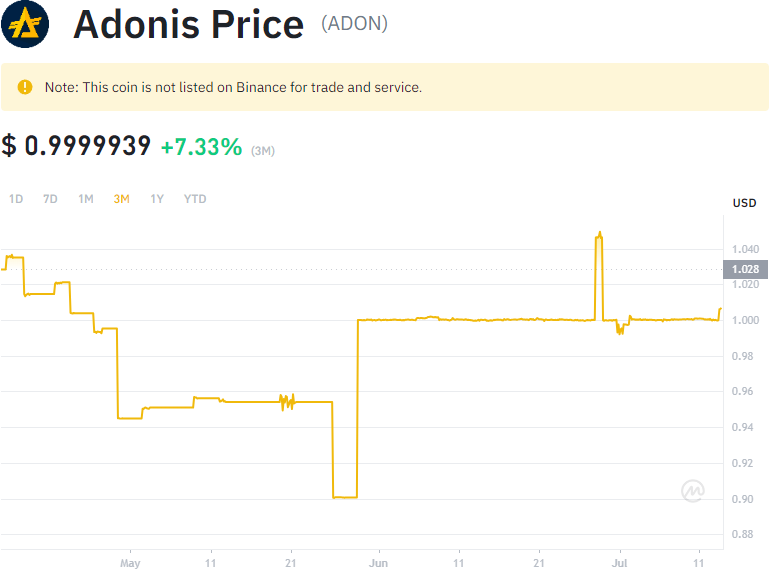 Adonis Price (ADON)
Note: This coin is not listed on Binance for trade and service.
$ 0.9999939 +7.33% (3M)
1D 7D 1M 3M 1Y YTD
USD
1.040
1.028
1.020
1.000
0.98
0.96
0.94
0.92
0.90
0.88
May 11 21 Jun 11 21 Jul 11